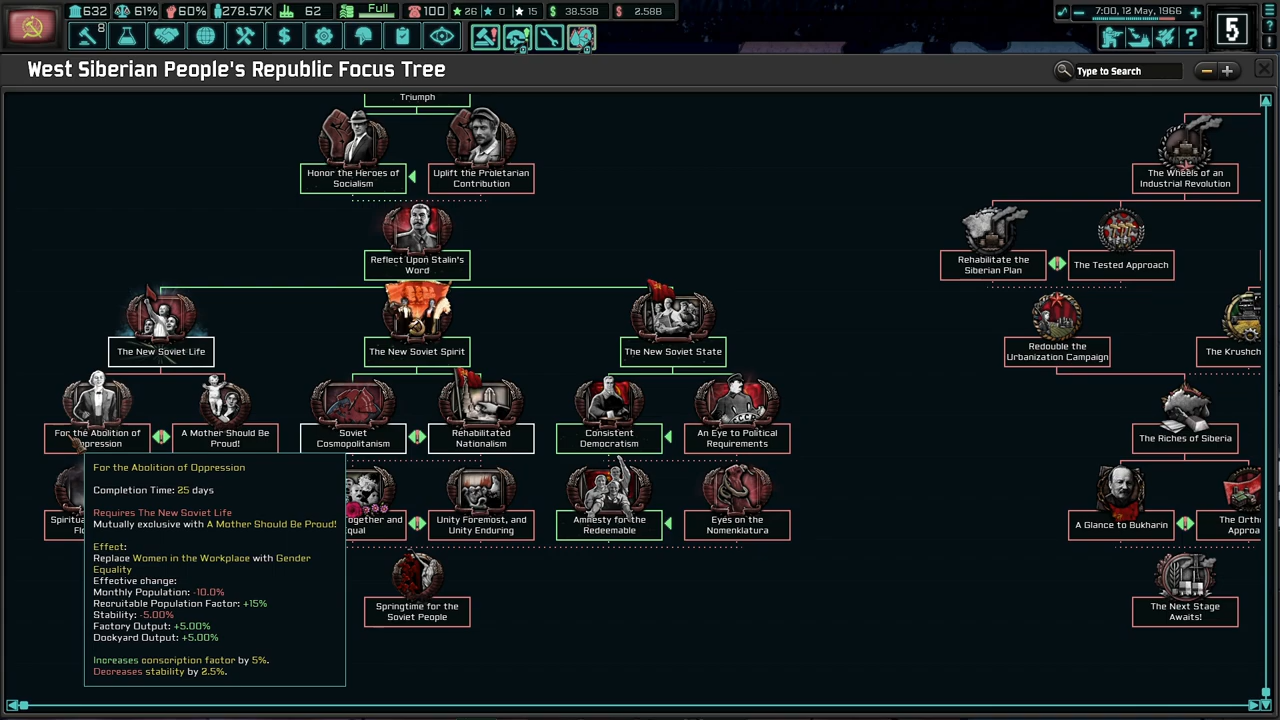 632 61% 60% 278.57K 62 Full 100 26 0 15 $ 38.53B $ 2.58B
7:00, 12 May, 1966
5
8
West Siberian People's Republic Focus Tree
Type to Search
Triumph
Honor the Heroes of
Socialism
Uplift the Proletarian
Contribution
The Wheels of an
Industrial Revolution
Reflect Upon Stalin's
Word
Rehabilitate the
Siberian Plan
The Tested Approach
The New Soviet Life
The New Soviet Spirit
The New Soviet State
Redouble the
Urbanization Campaign
The Krushch
For the Abolition of
Oppression
A Mother Should Be
Proud!
Soviet
Cosmopolitanism
Rehabilitated
Nationalism
Consistent
Democratism
An Eye to Political
Requirements
The Riches of Siberia
Spiritu
Flo
Together and
qual
Unity Foremost, and
Unity Enduring
Amnesty for the
Redeemable
Eyes on the
Nomenklatura
A Glance to Bukharin
The Orth
Approa
Springtime for the
Soviet People
The Next Stage
Awaits!
For the Abolition of Oppression
Completion Time: 25 days
Requires The New Soviet Life
Mutually exclusive with A Mother Should Be Proud!
Effect:
Replace Women in the Workplace with Gender
Equality
Effective change:
Monthly Population: -10.0%
Recruitable Population Factor: +15%
Stability: -5.00%
Factory Output: +5.00%
Dockyard Output: +5.00%
Increases conscription factor by 5%.
Decreases stability by 2.5%.